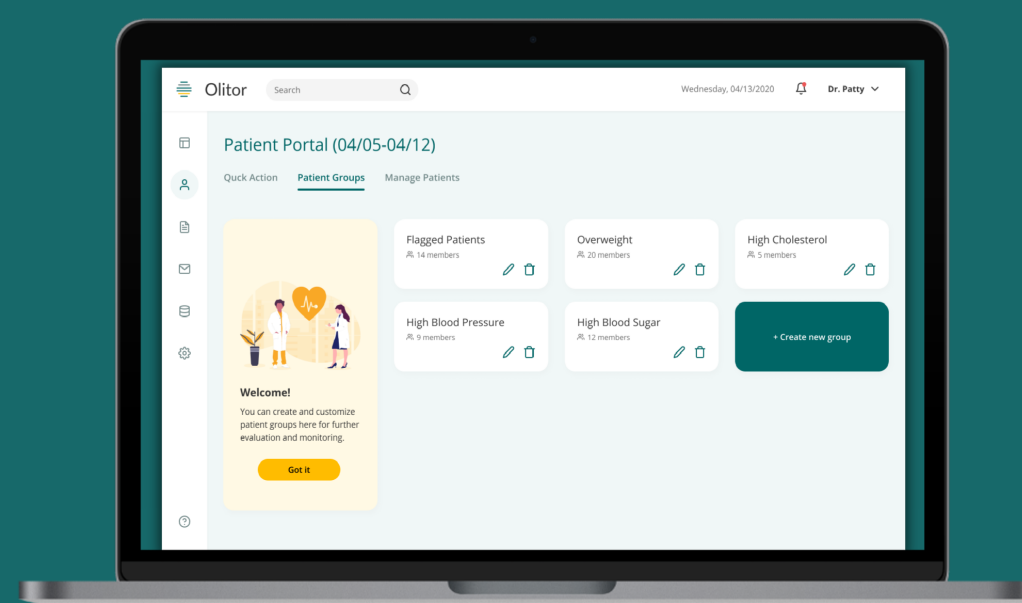 Olitor
Search
Wednesday, 04/13/2020
Dr. Patty
Patient Portal (04/05-04/12)
Quck Action
Patient Groups
Manage Patients
Welcome!
You can create and customize
patient groups here for further
evaluation and monitoring.
Got it
Flagged Patients
14 members
Overweight
20 members
High Cholesterol
5 members
High Blood Pressure
9 members
High Blood Sugar
12 members
+ Create new group